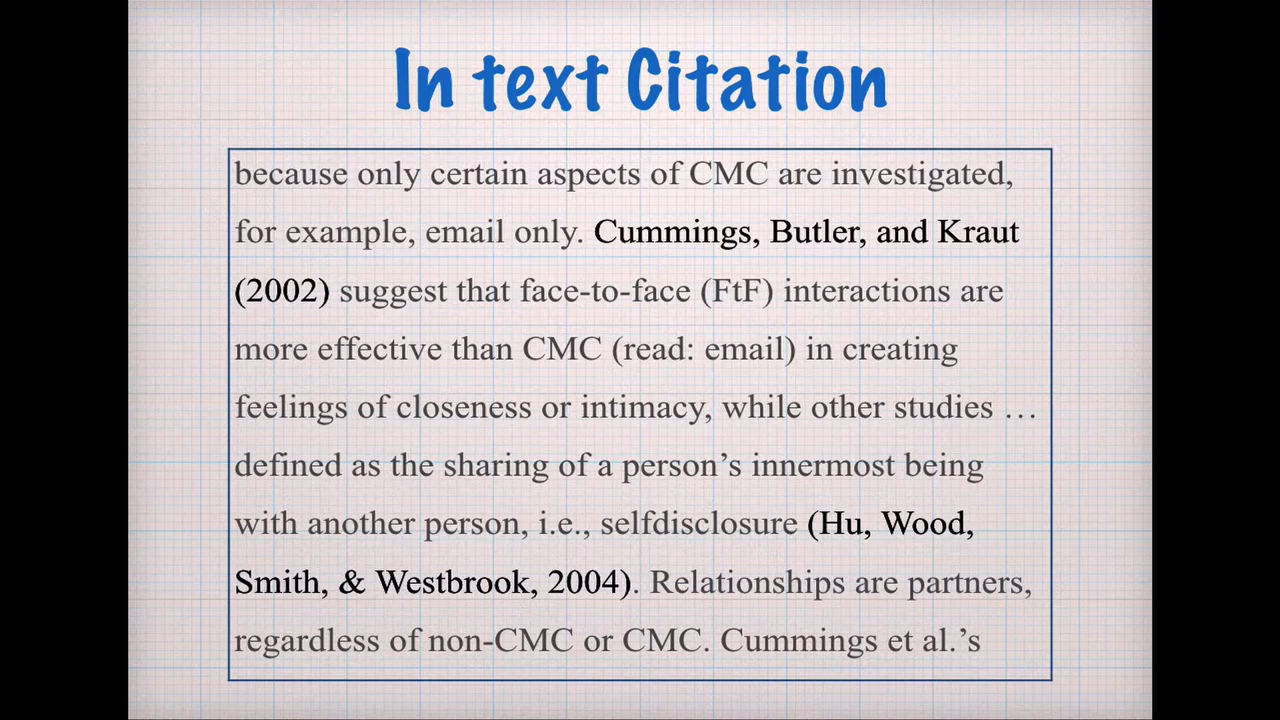 In text Citation
because only certain aspects of CMC are investigated,
for example, email only. Cummings, Butler, and Kraut
(2002) suggest that face-to-face (FtF) interactions are
more effective than CMC (read: email) in creating
feelings of closeness or intimacy, while other studies …
defined as the sharing of a person’s innermost being
with another person, i.e., selfdisclosure (Hu, Wood,
Smith, & Westbrook, 2004). Relationships are partners,
regardless of non-CMC or CMC. Cummings et al.’s